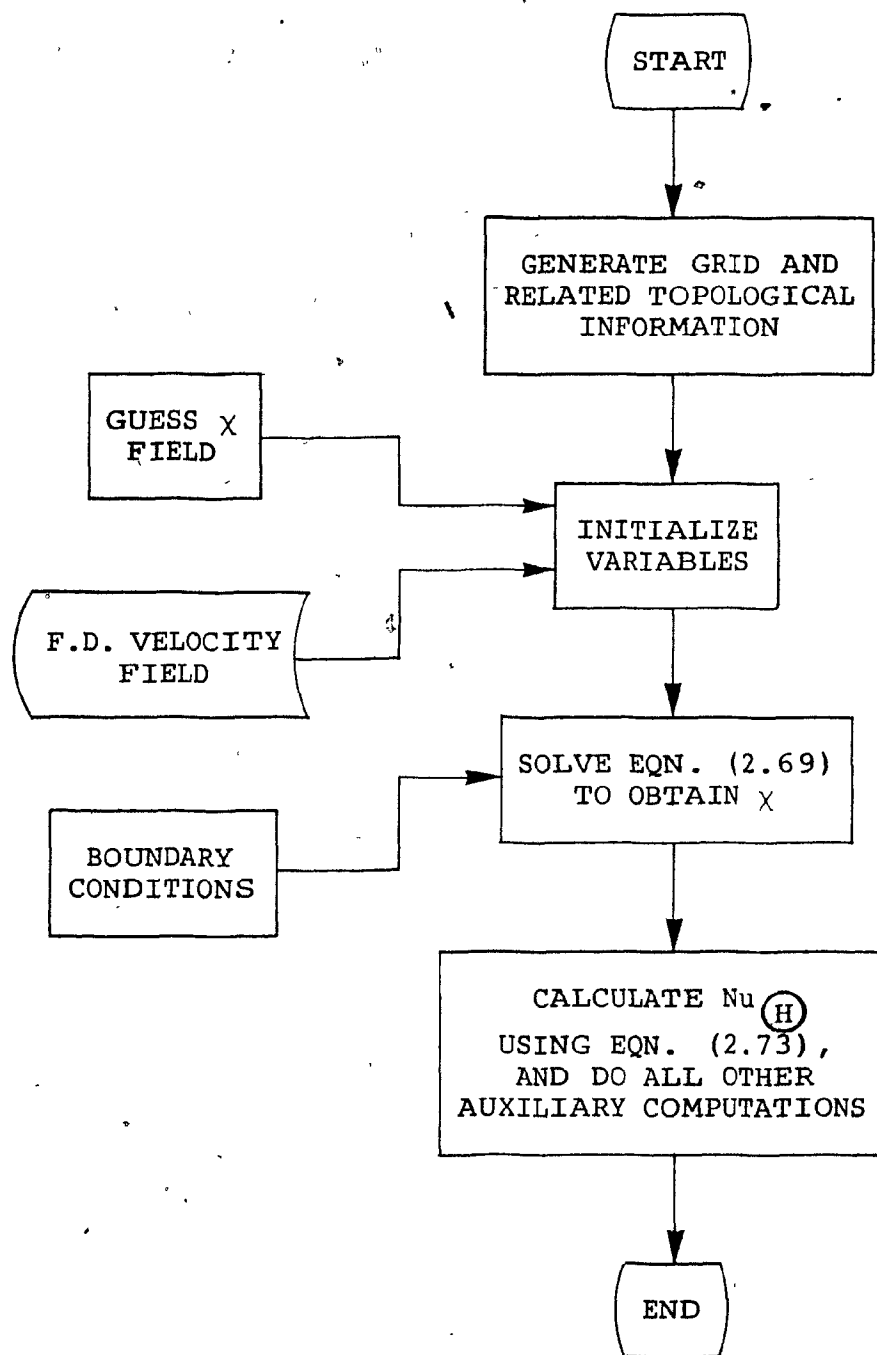 START
GENERATE GRID AND
RELATED TOPOLOGICAL
INFORMATION
GUESS χ
FIELD
INITIALIZE
VARIABLES
F.D. VELOCITY
FIELD
SOLVE EQN. (2.69)
TO OBTAIN χ
BOUNDARY
CONDITIONS
CALCULATE Nu Ⓗ
USING EQN. (2.73),
AND DO ALL OTHER
AUXILIARY COMPUTATIONS
END